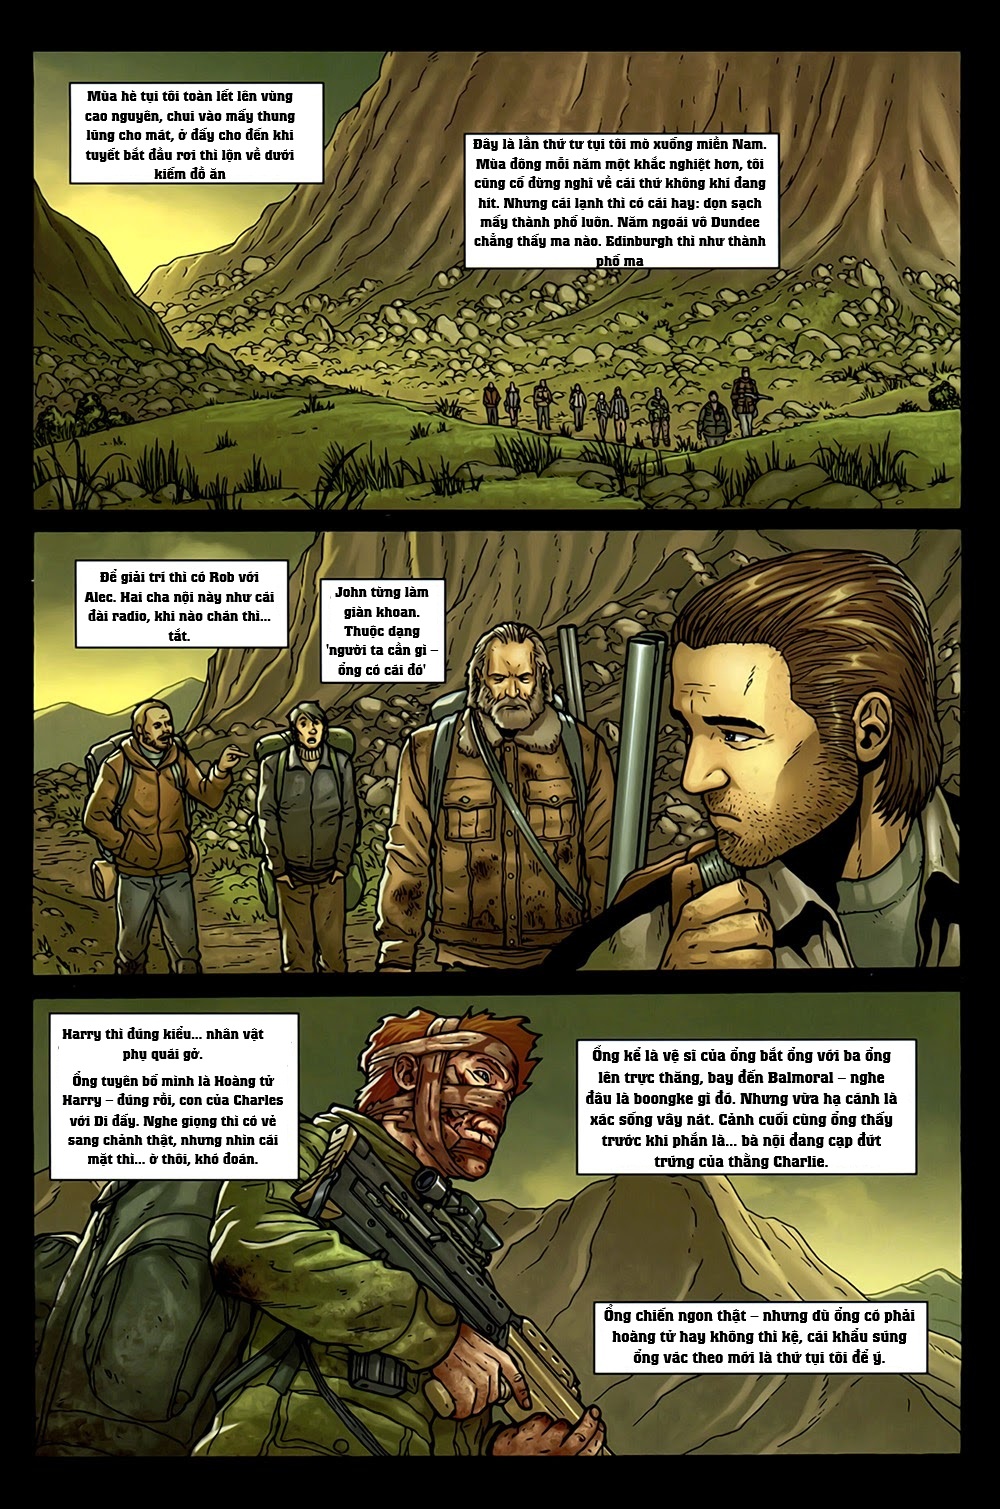 Mùa hè tụi tôi toàn lết lên vùng
cao nguyên, chui vào mấy thung
lũng cho mát, ở đấy cho đến khi
tuyết bắt đầu rơi thì lộn về dưới
kiếm đồ ăn
Đây là lần thứ tư tụi tôi mò xuống miền Nam.
Mùa đông mỗi năm một khắc nghiệt hơn, tôi
cũng cố đừng nghĩ về cái thứ không khí đang
hít. Nhưng cái lạnh thì có cái hay: dọn sạch
mấy thành phố luôn. Năm ngoái vô Dundee
chẳng thấy ma nào. Edinburgh thì như thành
phố ma
Để giải trí thì có Rob với
Alec. Hai cha nội này như cái
đài radio, khi nào chán thì...
tắt.
John từng làm
giàn khoan.
Thuộc dạng
'người ta cần gì –
ổng có cái đó'
Harry thì đúng kiểu... nhân vật
phụ quái gở.
Ổng tuyên bố mình là Hoàng tử
Harry – đúng rồi, con của Charles
với Di đấy. Nghe giọng thì có vẻ
sang chảnh thật, nhưng nhìn cái
mặt thì... ờ thôi, khó đoán.
Ổng kể là vệ sĩ của ổng bắt ổng với ba ổng
lên trực thăng, bay đến Balmoral – nghe
đâu là boongke gì đó. Nhưng vừa hạ cánh là
xác sống vây nát. Cảnh cuối cùng ổng thấy
trước khi phắn là... bà nội đang cạp đứt
trứng của thằng Charlie.
Ổng chiến ngon thật – nhưng dù ổng có phải
hoàng tử hay không thì kệ, cái khẩu súng
ổng vác theo mới là thứ tụi tôi để ý.